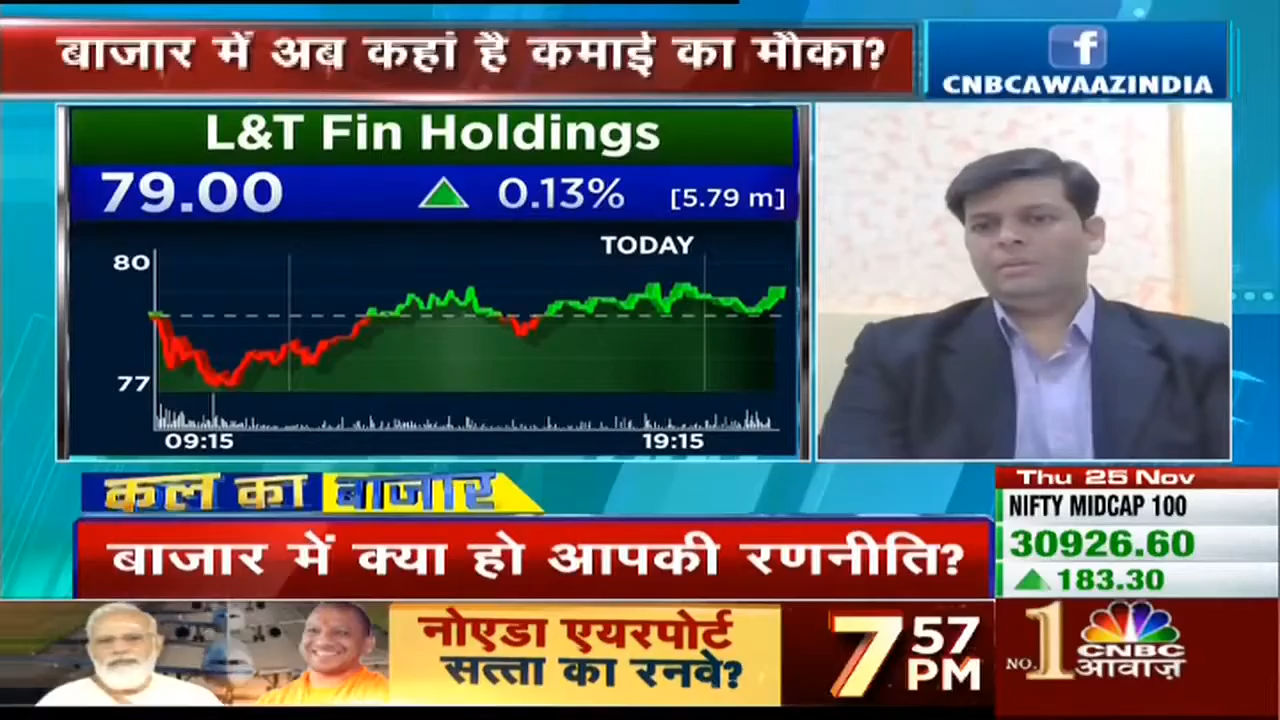 बाजार में अब कहां है कमाई का मौका?
f
CNBCAWAAZINDIA
L&T Fin Holdings
79.00 0.13% [5.79 m]
TODAY
80
77
09:15 19:15
कल का बाजार
बाजार में क्या हो आपकी रणनीति?
Thu 25 Nov
NIFTY MIDCAP 100
30926.60
183.30
नोएडा एयरपोर्ट
सत्ता का रनवे?
7 57 PM
NO. 1 CNBC आवाज़